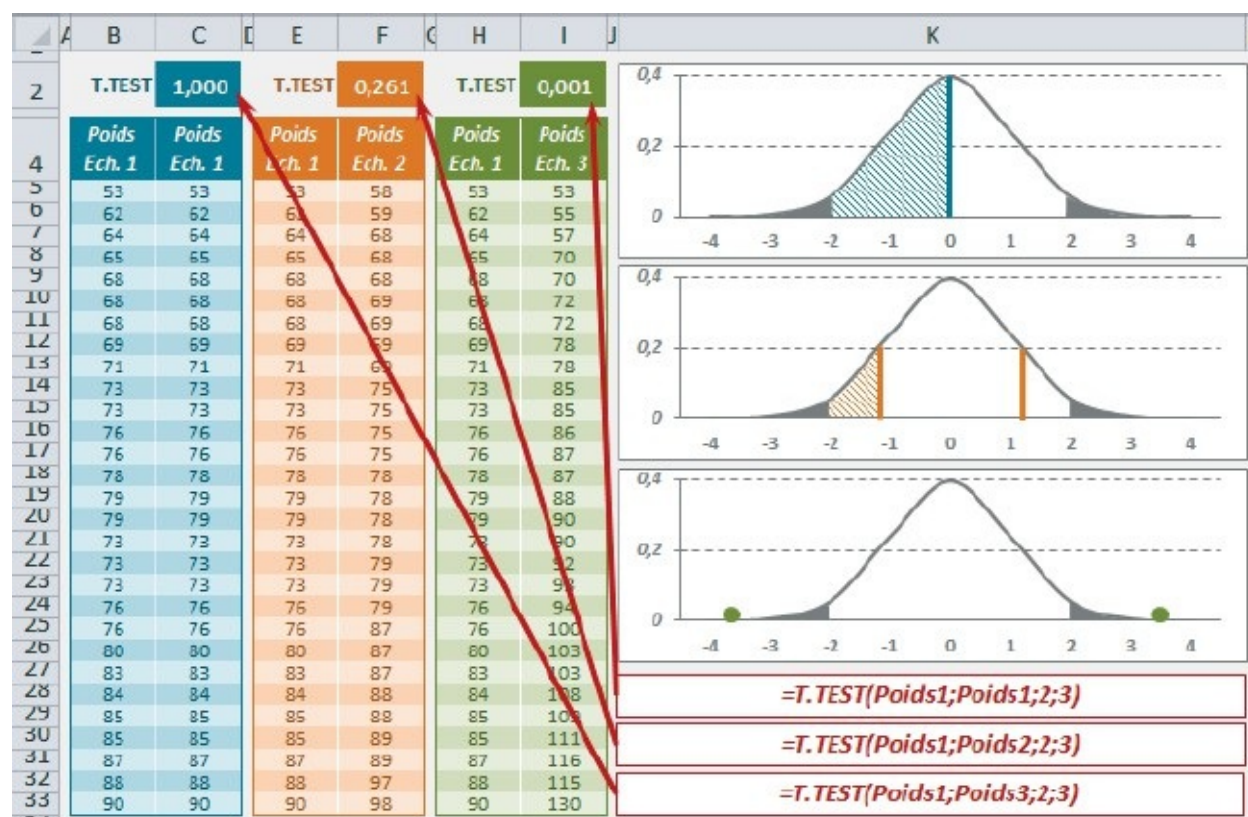 A B C D E F G H I J K
2 T.TEST 1,000 T.TEST 0,261 T.TEST 0,001
4 Poids Ech. 1 Poids Ech. 1 Poids Ech. 1 Poids Ech. 2 Poids Ech. 1 Poids Ech. 3
5 53 53 53 58 53 53
6 62 62 59 62 55
7 64 64 64 68 64 57
8 65 65 65 68 65 70
9 68 68 68 68 68 70
10 68 68 68 69 68 72
11 68 68 68 69 68 72
12 69 69 69 69 69 78
13 71 71 71 69 71 78
14 73 73 73 75 73 85
15 73 73 73 75 73 85
16 76 76 76 75 76 86
17 76 76 76 75 76 87
18 78 78 78 78 78 87
19 79 79 79 78 79 88
20 79 79 79 78 79 90
21 73 73 73 78 73 90
22 73 73 73 79 73 92
23 73 73 73 79 73
24 76 76 76 79 76 94
25 76 76 76 87 76 100
26 80 80 80 87 80 103
27 83 83 83 87 83 103
28 84 84 84 88 84 108
29 85 85 85 88 85
30 85 85 85 89 85 111
31 87 87 87 89 87 116
32 88 88 88 97 88 115
33 90 90 90 98 90 130
0,4
0,2
0
-4 -3 -2 -1 0 1 2 3 4
0,4
0,2
0
-4 -3 -2 -1 0 1 2 3 4
0,4
0,2
0
-4 -3 -2 -1 0 1 2 3 4
=T.TEST(Poids1;Poids1;2;3)
=T.TEST(Poids1;Poids2;2;3)
=T.TEST(Poids1;Poids3;2;3)